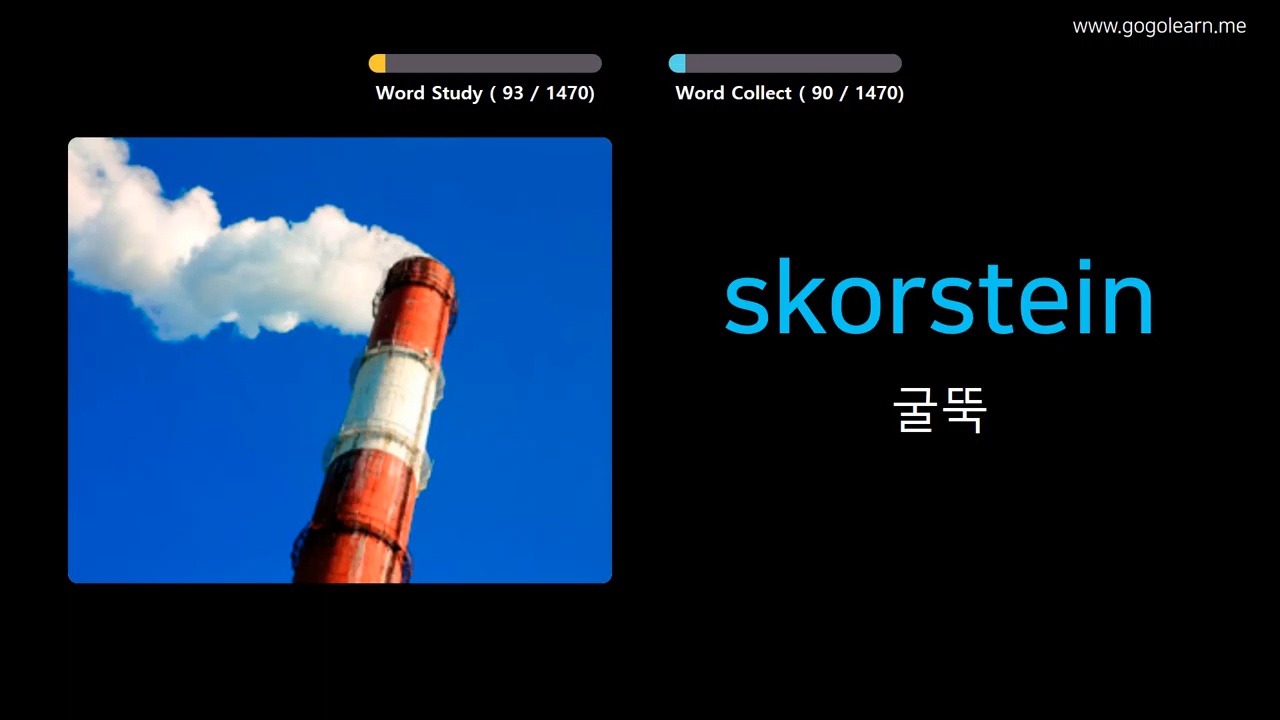 www.gogolearn.me
Word Study ( 93 / 1470)
Word Collect ( 90 / 1470)
skorstein
굴뚝